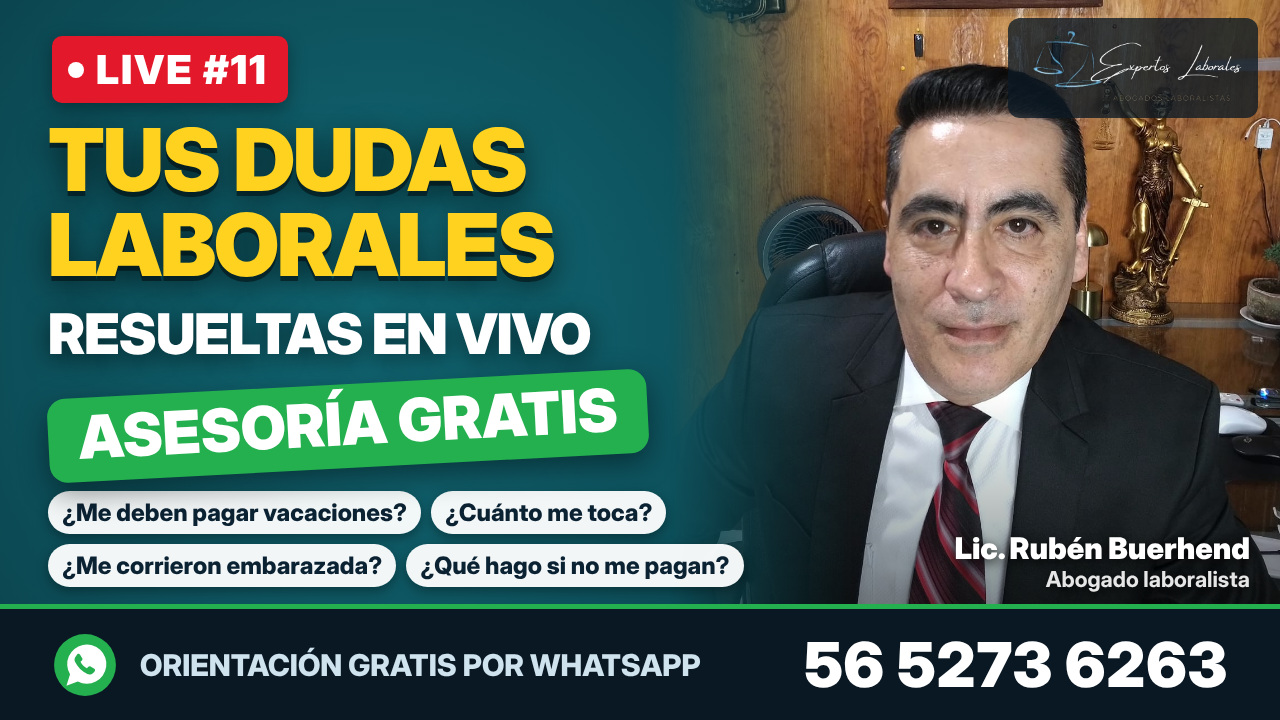 LIVE #11
TUS DUDAS
LABORALES
RESUELTAS EN VIVO
ASESORÍA GRATIS
¿Me deben pagar vacaciones?
¿Cuánto me toca?
¿Me corrieron embarazada?
¿Qué hago si no me pagan?
Expertos Laborales
ABOGADOS LABORALISTAS
Lic. Rubén Buerhend
Abogado laboralista
ORIENTACIÓN GRATIS POR WHATSAPP
56 5273 6263